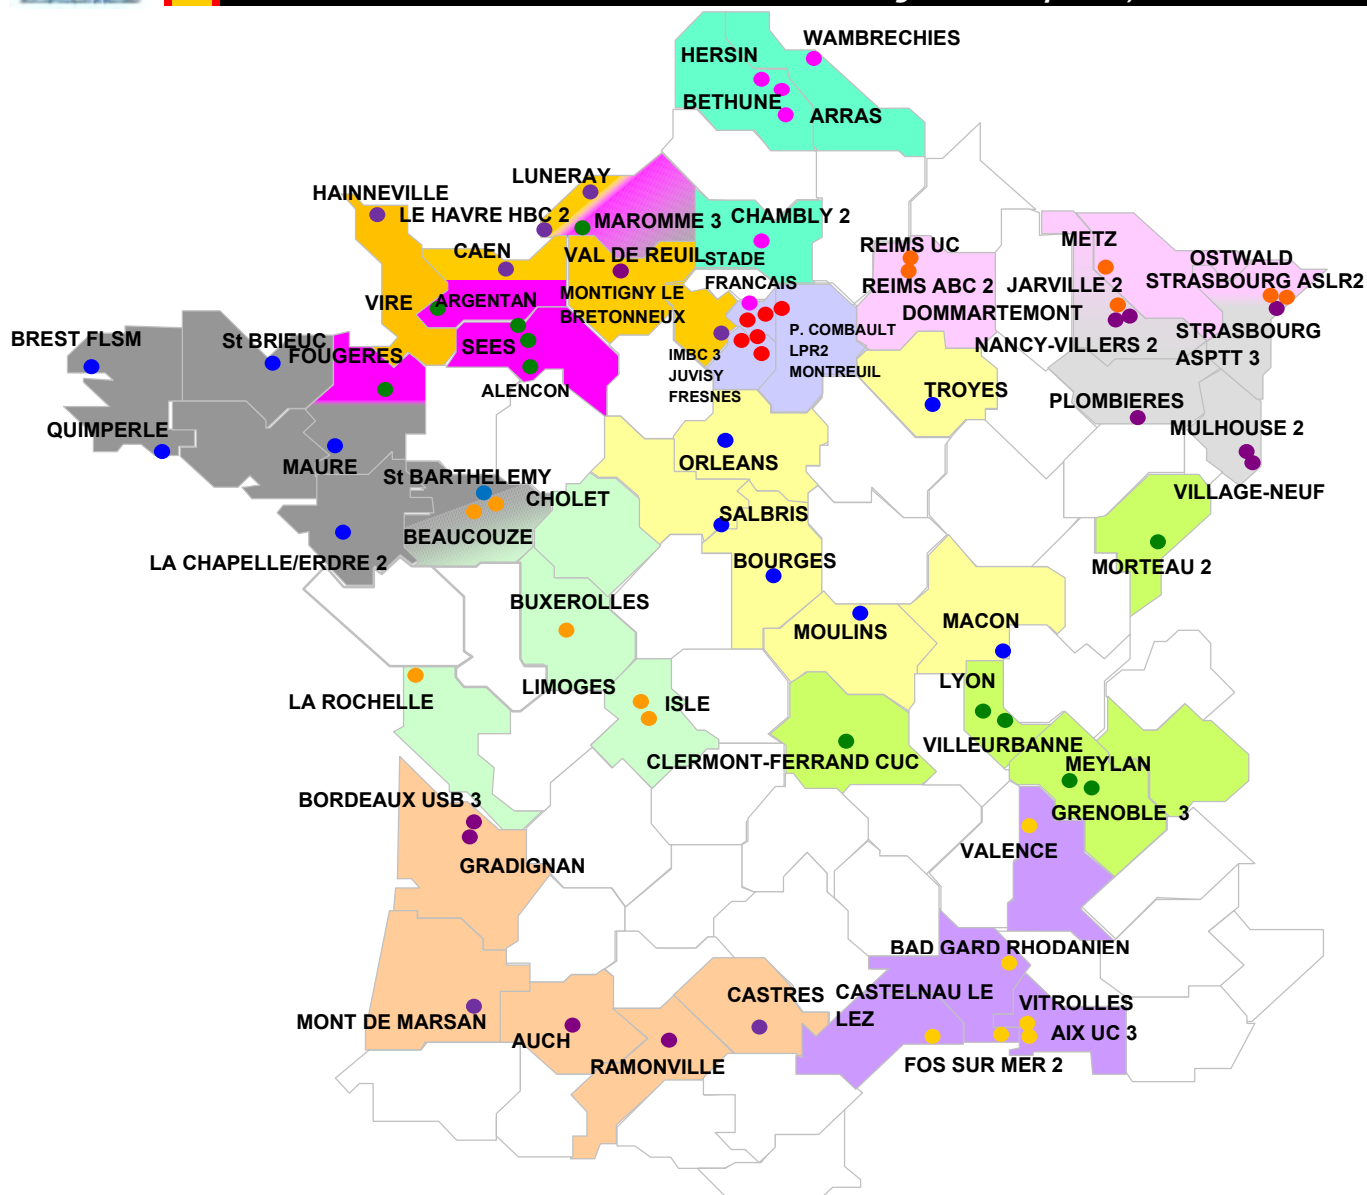 WAMBRECHIES
HERSIN
BETHUNE
ARRAS
LUNERAY
HAINNEVILLE
LE HAVRE HBC 2
MAROMME 3
CHAMBLY 2
CAEN
VAL DE REUIL
STADE
FRANCAIS
REIMS UC
REIMS ABC 2
METZ
OSTWALD
STRASBOURG ASLR2
JARVILLE 2
DOMMARTEMONT
STRASBOURG
ASPTT 3
NANCY-VILLERS 2
VIRE
ARGENTAN
MONTIGNY LE
BRETONNEUX
P. COMBAULT
LPR2
MONTREUIL
IMBC 3
JUVISY
FRESNES
BREST FLSM
St BRIEUC
FOUGERES
SEES
ALENCON
TROYES
PLOMBIERES
QUIMPERLE
MAURE
MULHOUSE 2
ORLEANS
St BARTHELEMY
CHOLET
VILLAGE-NEUF
SALBRIS
BEAUCOUZE
LA CHAPELLE/ERDRE 2
BOURGES
MORTEAU 2
BUXEROLLES
MOULINS
MACON
LIMOGES
ISLE
LA ROCHELLE
LYON
VILLEURBANNE
CLERMONT-FERRAND CUC
MEYLAN
BORDEAUX USB 3
GRENOBLE 3
GRADIGNAN
VALENCE
BAD GARD RHODANIEN
CASTRES
CASTELNAU LE
LEZ
VITROLLES
MONT DE MARSAN
AUCH
AIX UC 3
RAMONVILLE
FOS SUR MER 2